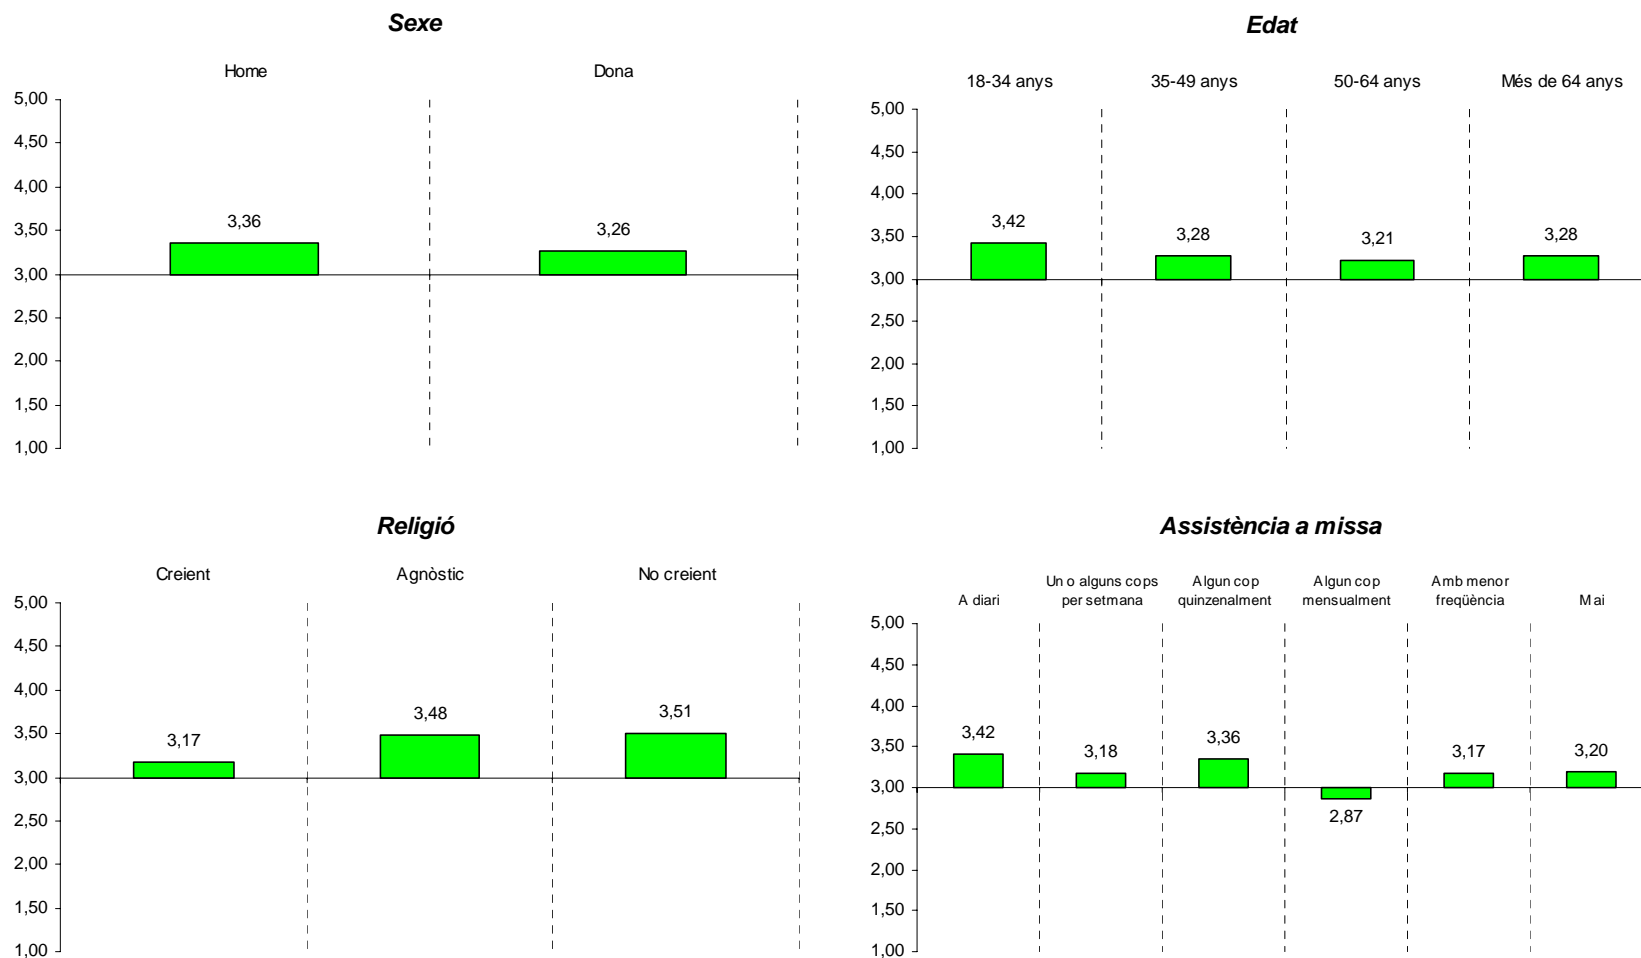 Sexe
Home Dona
5,00
4,50
4,00
3,50
3,00
2,50
2,00
1,50
1,00
3,36 3,26
Edat
18-34 anys 35-49 anys 50-64 anys Més de 64 anys
5,00
4,50
4,00
3,50
3,00
2,50
2,00
1,50
1,00
3,42 3,28 3,21 3,28
Religió
Creient Agnòstic No creient
5,00
4,50
4,00
3,50
3,00
2,50
2,00
1,50
1,00
3,17 3,48 3,51
Assistència a missa
A diari
Un o alguns cops
per setmana
Algun cop
quinzenalment
Algun cop
mensualment
Amb menor
freqüència
Mai
5,00
4,50
4,00
3,50
3,00
2,50
2,00
1,50
1,00
3,42 3,18 3,36 2,87 3,17 3,20